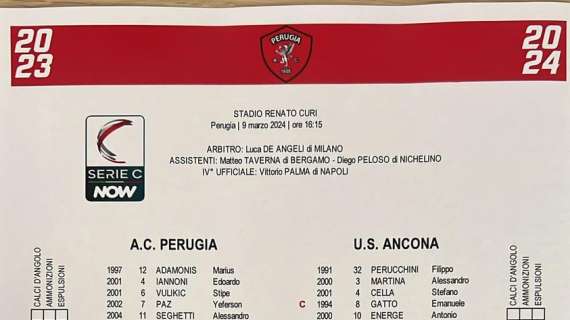 20
23
PERUGIA
20
24
STADIO RENATO CURI
Perugia | 9 marzo 2024 | ore 16:15
ARBITRO: Luca DE ANGELI di MILANO
ASSISTENTI: Matteo TAVERNA di BERGAMO - Diego PELOSO di NICHELINO
IV° UFFICIALE: Vittorio PALMA di NAPOLI
SERIE C
NOW
A.C. PERUGIA
U.S. ANCONA
CALCI D'ANGOLO
AMMONIZIONI
ESPULSIONI
1997 12 ADAMONIS Marius
2001 4 IANNONI Edoardo
2001 6 VULIKIC Stipe
2002 7 PAZ Yeferson
2004 11 SEGHETTI Alessandro
1991 32 PERUCCHINI Filippo
2000 3 MARTINA Alessandro
2001 4 CELLA Stefano
C 1994 8 GATTO Emanuele
2000 10 ENERGE Antonio
CALCI D'ANGOLO
AMMONIZIONI
ESPULSIONI